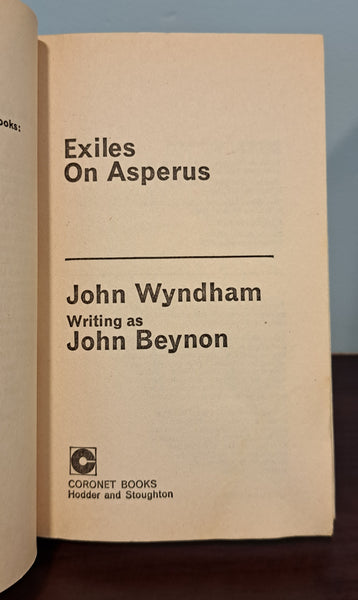 ooks:
Exiles
On Asperus
John Wyndham
Writing as
John Beynon
CORONET BOOKS
Hodder and Stoughton